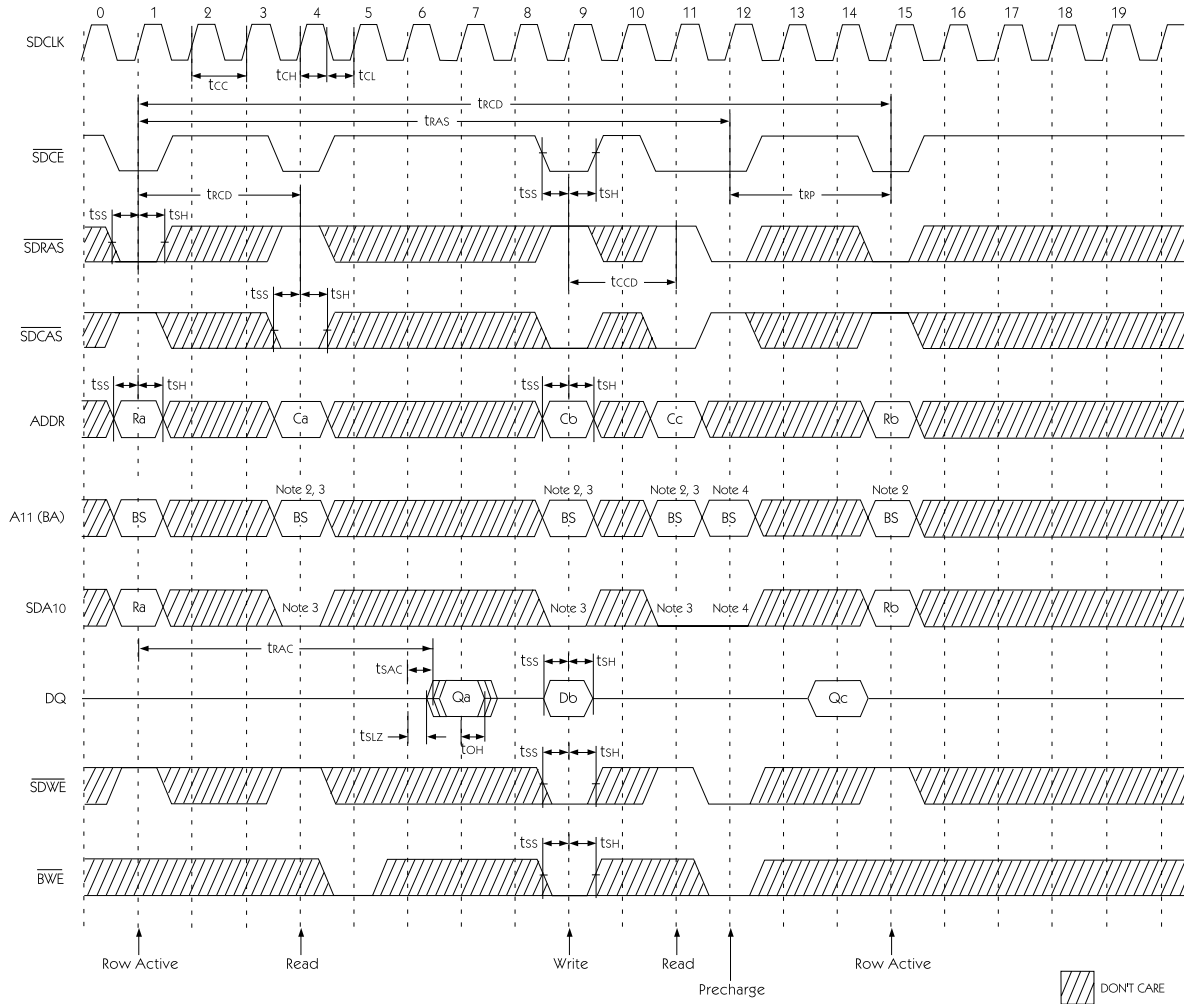 0 1 2 3 4 5 6 7 8 9 10 11 12 13 14 15 16 17 18 19
SDCLK
tCC tCH tCL
tRCD
tRAS
SDCE
tRCD tSS tSH tRP
tSS tSH
SDRAS
tCCD
tSS tSH
SDCAS
tSS tSH tSS tSH
ADDR Ra Ca Cb Cc Rb
Note 2, 3 Note 2, 3 Note 2, 3 Note 4 Note 2
A11 (BA) BS BS BS BS BS BS
SDA10 Ra Note 3 Note 3 Note 3 Note 4 Rb
tRAC
tSAC tSS tSH
DQ Qa Db Qc
tSLZ tOH tSS tSH
SDWE
tSS tSH
BWE
Row Active Read Write Read Row Active
Precharge
DON'T CARE